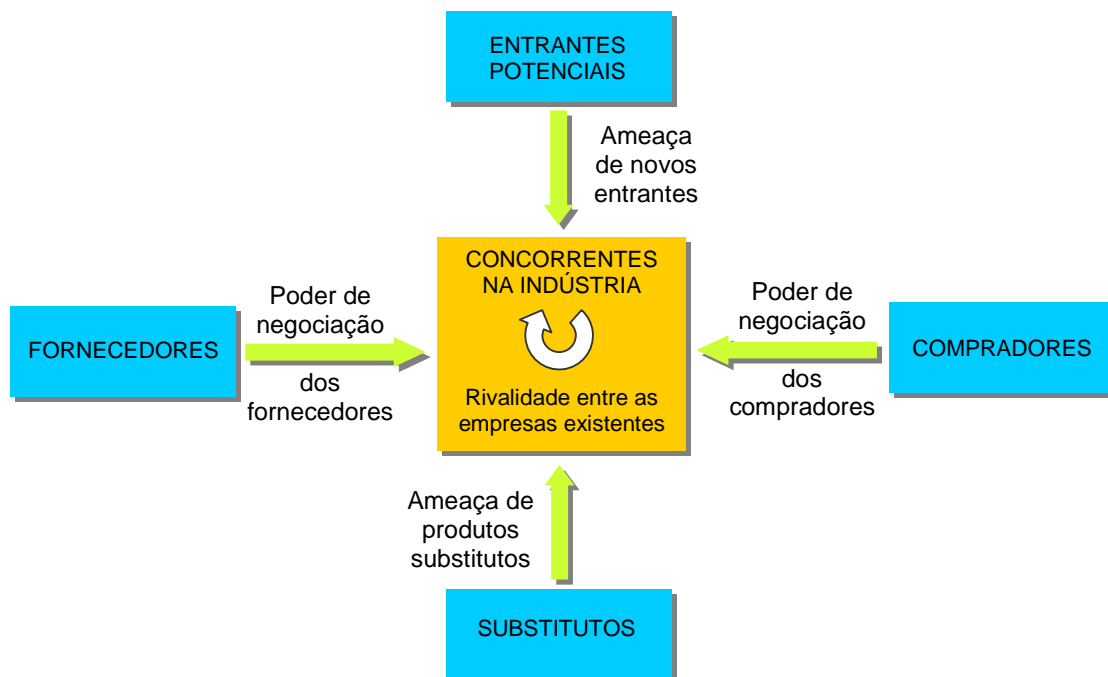 ENTRANTES
POTENCIAIS
Ameaça
de novos
entrantes
CONCORRENTES
NA INDÚSTRIA
Rivalidade entre as
empresas existentes
FORNECEDORES
Poder de
negociação
dos
fornecedores
Poder de
negociação
dos
compradores
COMPRADORES
Ameaça de
produtos
substitutos
SUBSTITUTOS